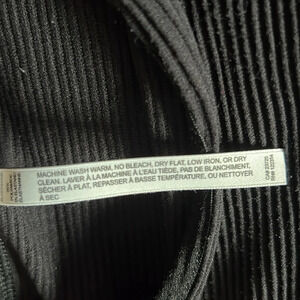 MACHINE WASH WARM, NO BLEACH, DRY FLAT, LOW IRON, OR DRY
CLEAN. LAVER À LA MACHINE À L'EAU TIÈDE, PAS DE BLANCHIMENT,
SÉCHER À PLAT, REPASSER À BASSE TEMPÉRATURE, OU NETTOYER
À SEC